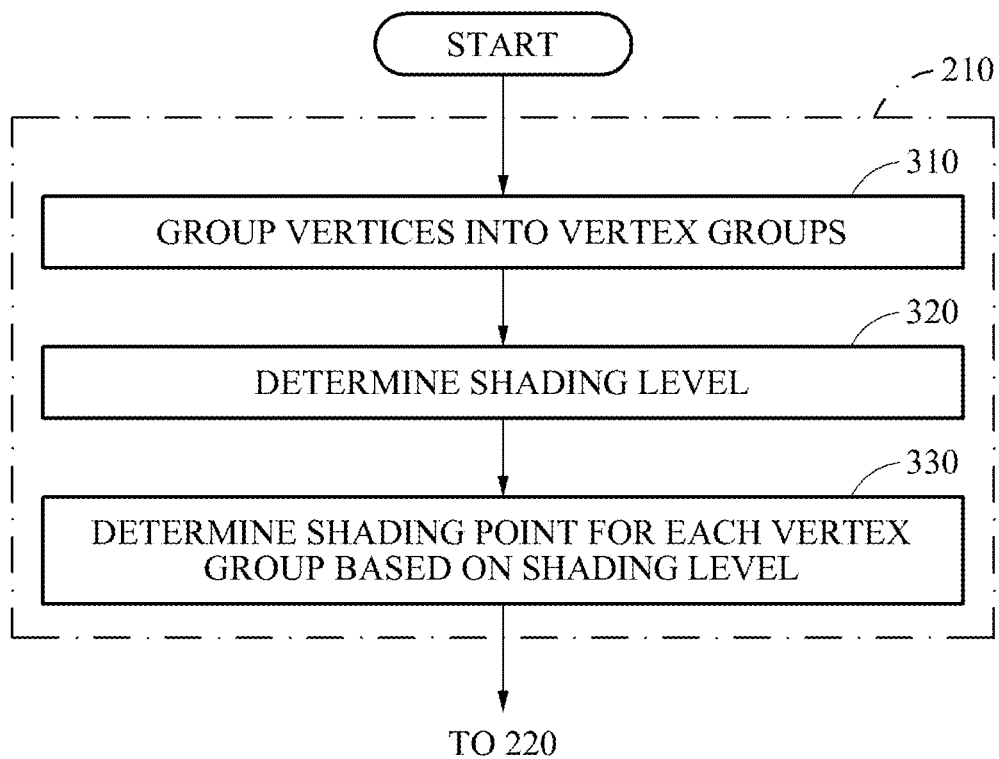 START
210
310
GROUP VERTICES INTO VERTEX GROUPS
320
DETERMINE SHADING LEVEL
330
DETERMINE SHADING POINT FOR EACH VERTEX
GROUP BASED ON SHADING LEVEL
TO 220